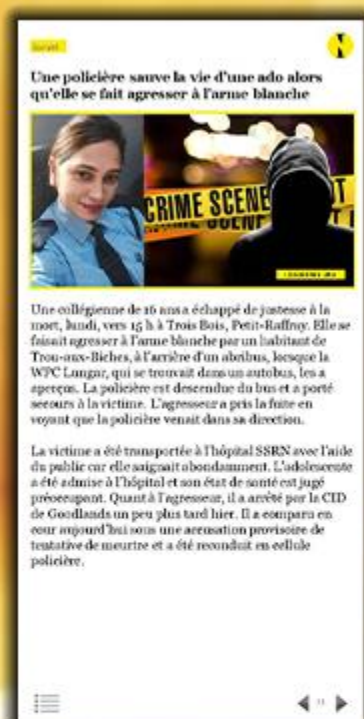 Une policière sauve la vie d'une ado alors
qu'elle se fait agresser à l'arme blanche
CRIME SCENE
Une collégienne de 16 ans a échappé de justesse à la
mort, lundi, vers 15 h à Trois Bois, Petit-Raffray. Elle se
faisait agresser à l'arme blanche par un habitant de
Trou-aux-Biches, à l'arrière d'un abribus, lorsque la
WPC Lungar, qui se trouvait dans un autobus, les a
aperçus. La policière est descendue du bus et a porté
secours à la victime. L'agresseur a pris la fuite en
voyant que la policière venait dans sa direction.
La victime a été transportée à l'hôpital SSRN avec l'aide
du public car elle saignait abondamment. L'adolescente
a été admise à l'hôpital et son état de santé est jugé
préoccupant. Quant à l'agresseur, il a arrêté par la CID
de Goodlands un peu plus tard hier. Il a comparu en
cour aujourd'hui sous une accusation provisoire de
tentative de meurtre et a été reconduit en cellule
policière.